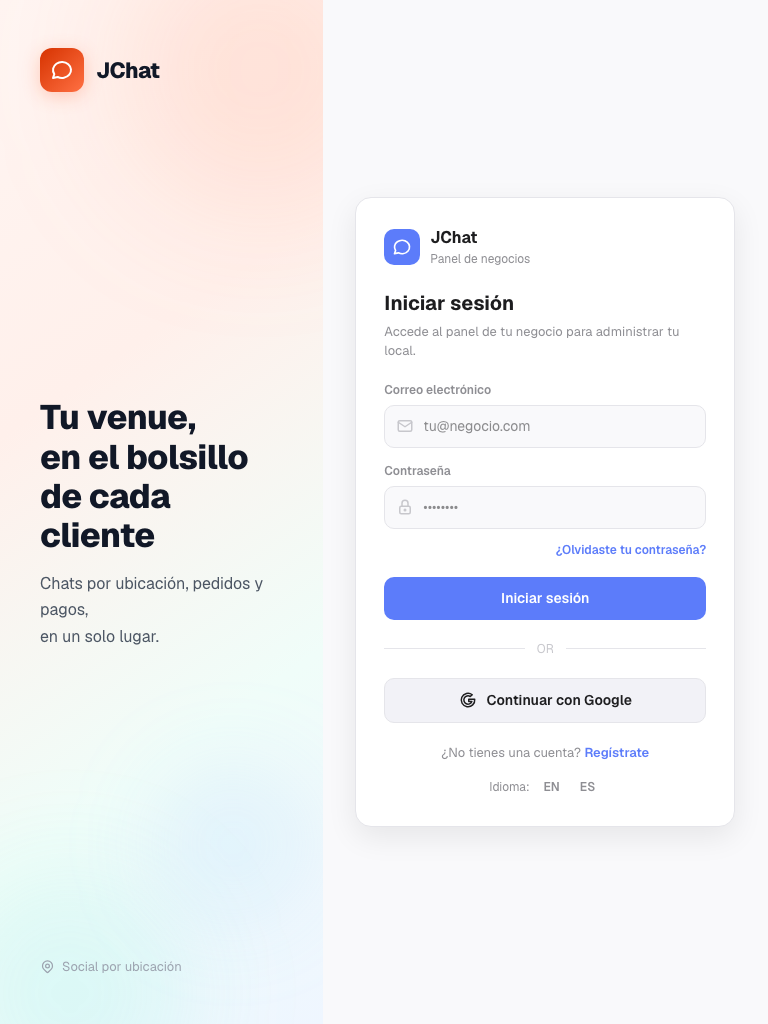 JChat
Tu venue,
en el bolsillo
de cada
cliente
Chats por ubicación, pedidos y
pagos,
en un solo lugar.
Social por ubicación
JChat
Panel de negocios
Iniciar sesión
Accede al panel de tu negocio para administrar tu
local.
Correo electrónico
tu@negocio.com
Contraseña
••••••••
¿Olvidaste tu contraseña?
Iniciar sesión
OR
Continuar con Google
¿No tienes una cuenta? Regístrate
Idioma: EN ES